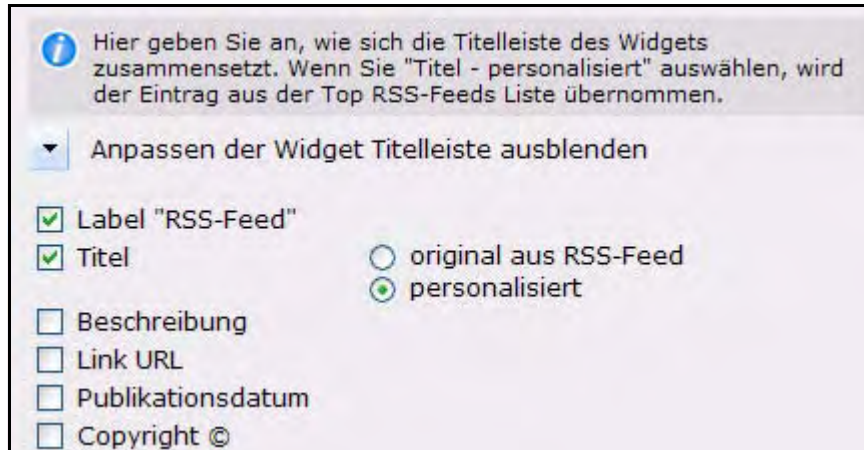 Hier geben Sie an, wie sich die Titelleiste des Widgets
zusammensetzt. Wenn Sie "Titel - personalisiert" auswählen, wird
der Eintrag aus der Top RSS-Feeds Liste übernommen.
Anpassen der Widget Titelleiste ausblenden
Label "RSS-Feed"
Titel original aus RSS-Feed
personalisiert
Beschreibung
Link URL
Publikationsdatum
Copyright ©